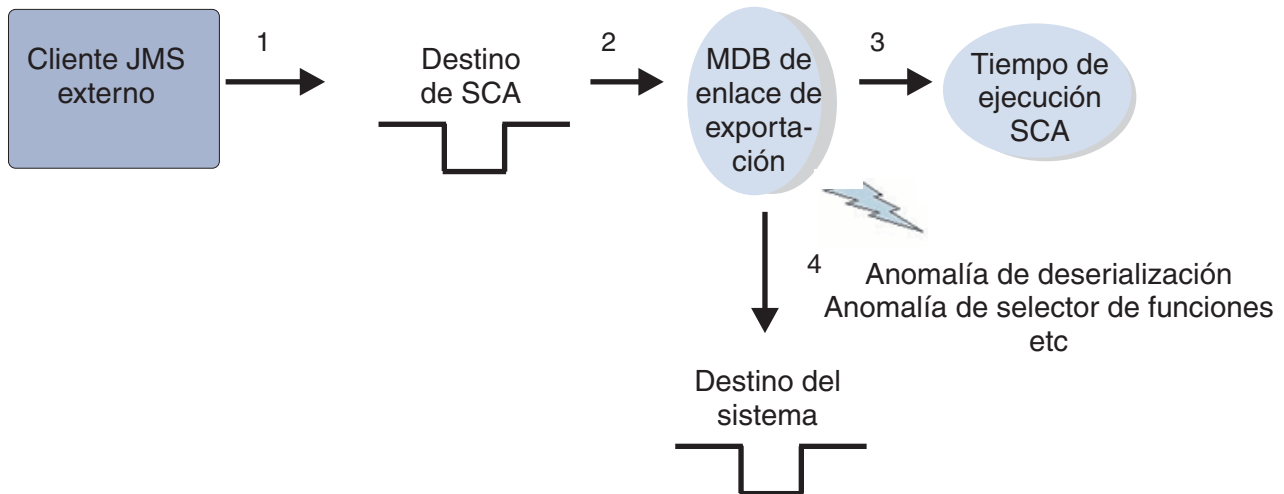 Cliente JMS
externo
1
Destino
de SCA
2
MDB de
enlace de
exporta-
ción
3
Tiempo de
ejecución
SCA
4
Anomalía de deserialización
Anomalía de selector de funciones
etc
Destino del
sistema